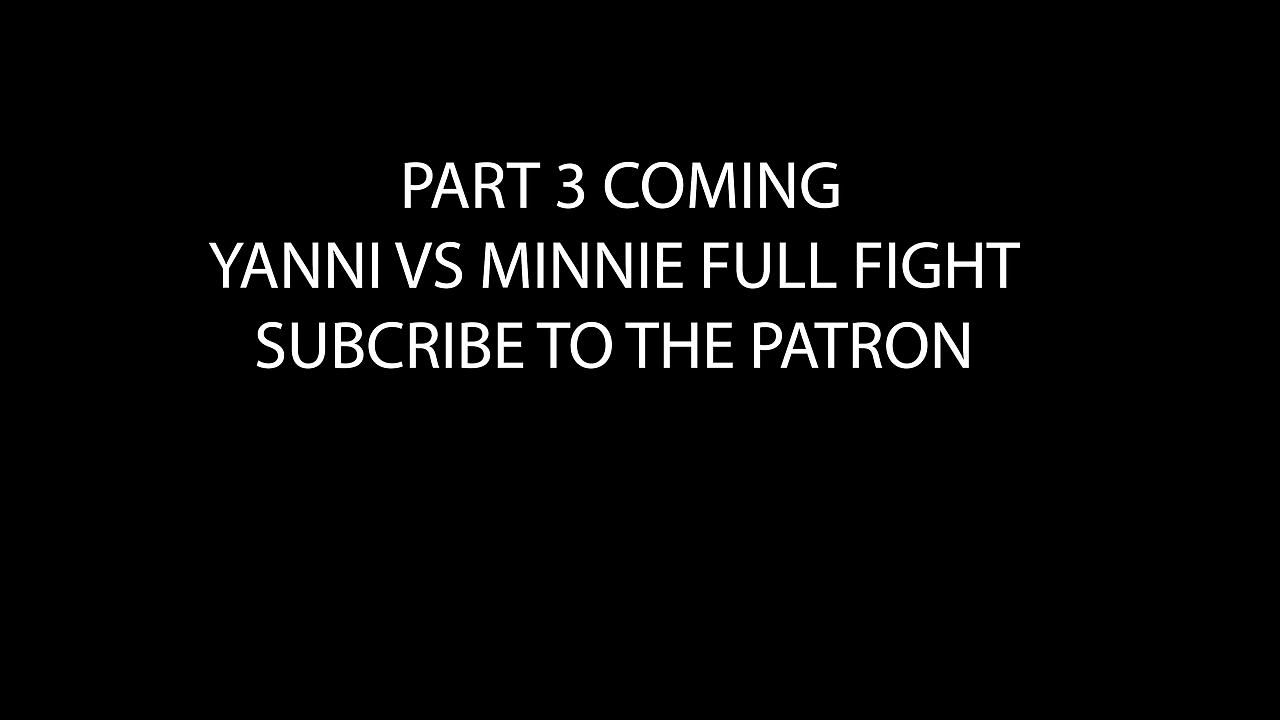 PART 3 COMING
YANNI VS MINNIE FULL FIGHT
SUBCRIBE TO THE PATRON